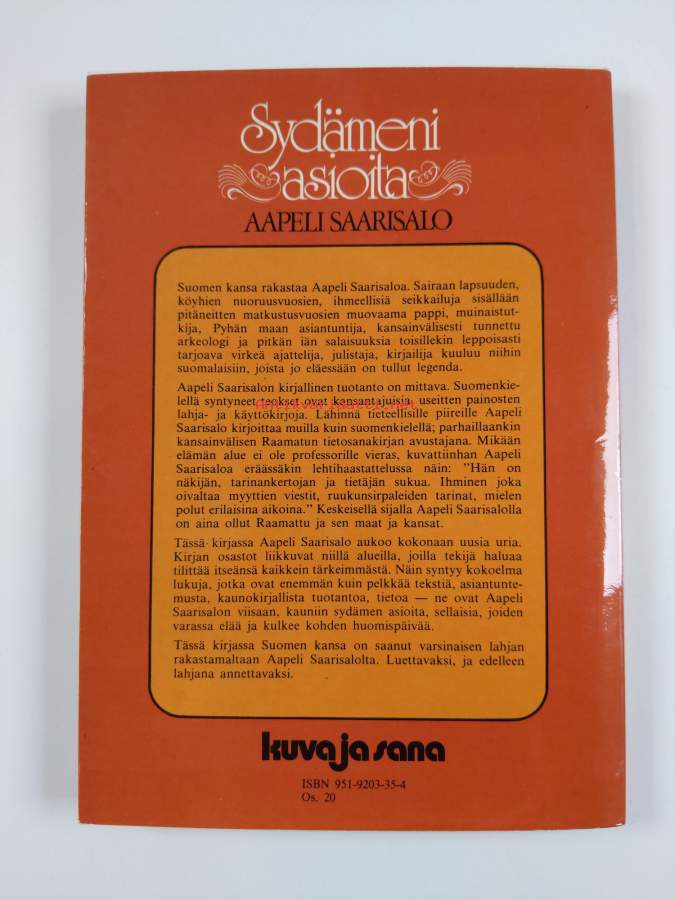 Sydämeni
asioita
AAPELI SAARISALO
Suomen kansa rakastaa Aapeli Saarisaloa. Sairaan lapsuuden,
köyhien nuoruusvuosien, ihmeellisiä seikkailuja sisällään
pitäneitten matkustusvuosien muovaama pappi, muinaistut-
kija, Pyhän maan asiantuntija, kansainvälisesti tunnettu
arkeologi ja pitkän iän salaisuuksia toisillekin leppoisasti
tarjoava virkeä ajattelija, julistaja, kirjailija kuuluu niihin
suomalaisiin, joista jo eläessään on tullut legenda.
Aapeli Saarisalon kirjallinen tuotanto on mittava. Suomenkie-
lellä syntyneet teokset ovat kansantajuisia, useitten painosten
Antikvariaatti.net
lahja- ja käyttökirjoja. Lähinnä tieteellisille piireille Aapeli
Saarisalo kirjoittaa muilla kuin suomenkielellä; parhaillaankin
kansainvälisen Raamatun tietosanakirjan avustajana. Mikään
elämän alue ei ole professorille vieras, kuvattiinhan Aapeli
Saarisaloa eräässäkin lehtihaastattelussa näin: ”Hän on
näkijän, tarinankertojan ja tietäjän sukua. Ihminen joka
oivaltaa myyttien viestit, ruukunsirpaleiden tarinat, mielen
polut erilaisina aikoina.” Keskeisellä sijalla Aapeli Saarisalolla
on aina ollut Raamattu ja sen maat ja kansat.
Tässä kirjassa Aapeli Saarisalo aukoo kokonaan uusia uria.
Kirjan osastot liikkuvat niillä alueilla, joilla tekijä haluaa
tilittää itseänsä kaikkein tärkeimmästä. Näin syntyy kokoelma
lukuja, jotka ovat enemmän kuin pelkkää tekstiä, asiantunte-
musta, kaunokirjallista tuotantoa, tietoa — ne ovat Aapeli
Saarisalon viisaan, kauniin sydämen asioita, sellaisia, joiden
varassa elää ja kulkee kohden huomispäivää.
Tässä kirjassa Suomen kansa on saanut varsinaisen lahjan
rakastamaltaan Aapeli Saarisalolta. Luettavaksi, ja edelleen
lahjana annettavaksi.
kuva ja sana
ISBN 951-9203-35-4
Os. 20